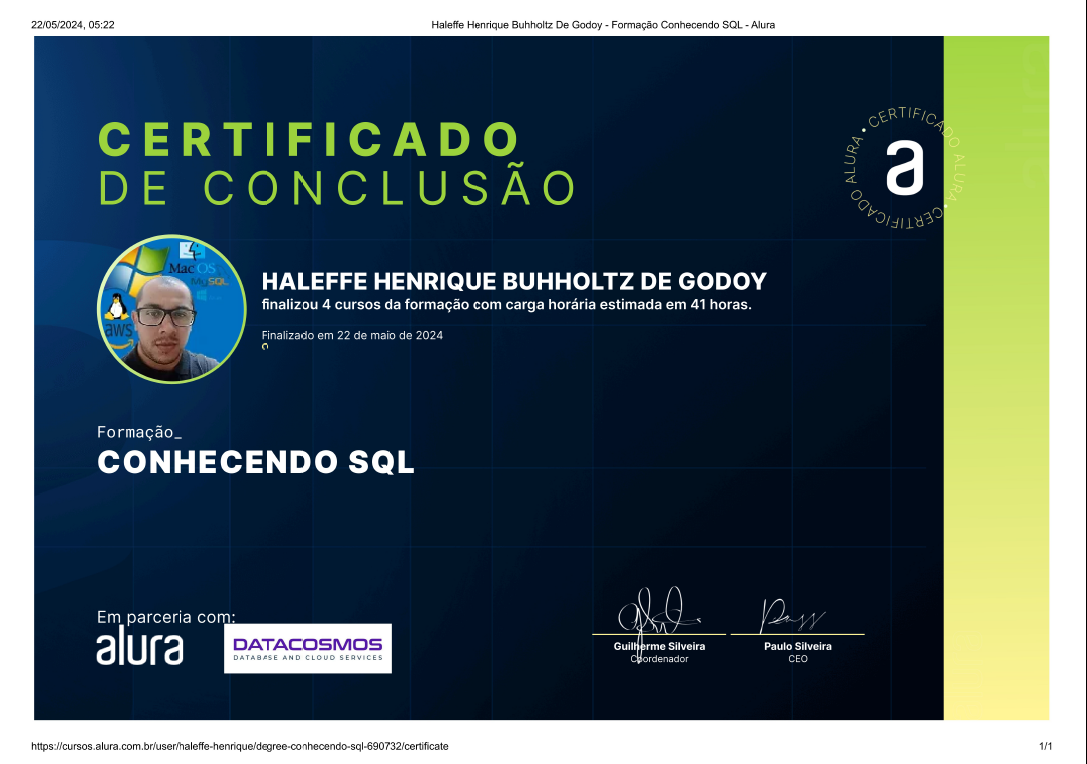 22/05/2024, 05:22
Haleffe Henrique Buhholtz De Godoy - Formação Conhecendo SQL - Alura
CERTIFICADO
DE CONCLUSÃO
CERTIFICADO ALURA • CERTIFICADO ALURA •
a
Mac OS
MySQL
aws
HALEFFE HENRIQUE BUHHOLTZ DE GODOY
finalizou 4 cursos da formação com carga horária estimada em 41 horas.
Finalizado em 22 de maio de 2024
Formação_
CONHECENDO SQL
Em parceria com:
alura
DATACOSMOS
DATABASE AND CLOUD SERVICES
Guilherme Silveira
Coordenador
Paulo Silveira
CEO
https://cursos.alura.com.br/user/haleffe-henrique/degree-conhecendo-sql-690732/certificate
1/1